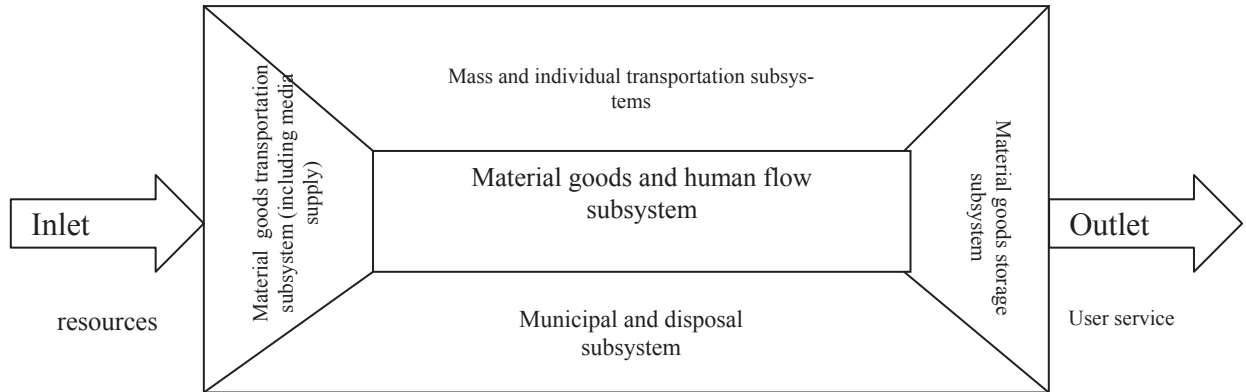 Mass and individual transportation subsys-
tems
Material  goods transportation
subsystem (including media
supply)
Material goods and human flow
subsystem
Material goods storage
subsystem
Inlet
Outlet
resources
Municipal and disposal
subsystem
User service